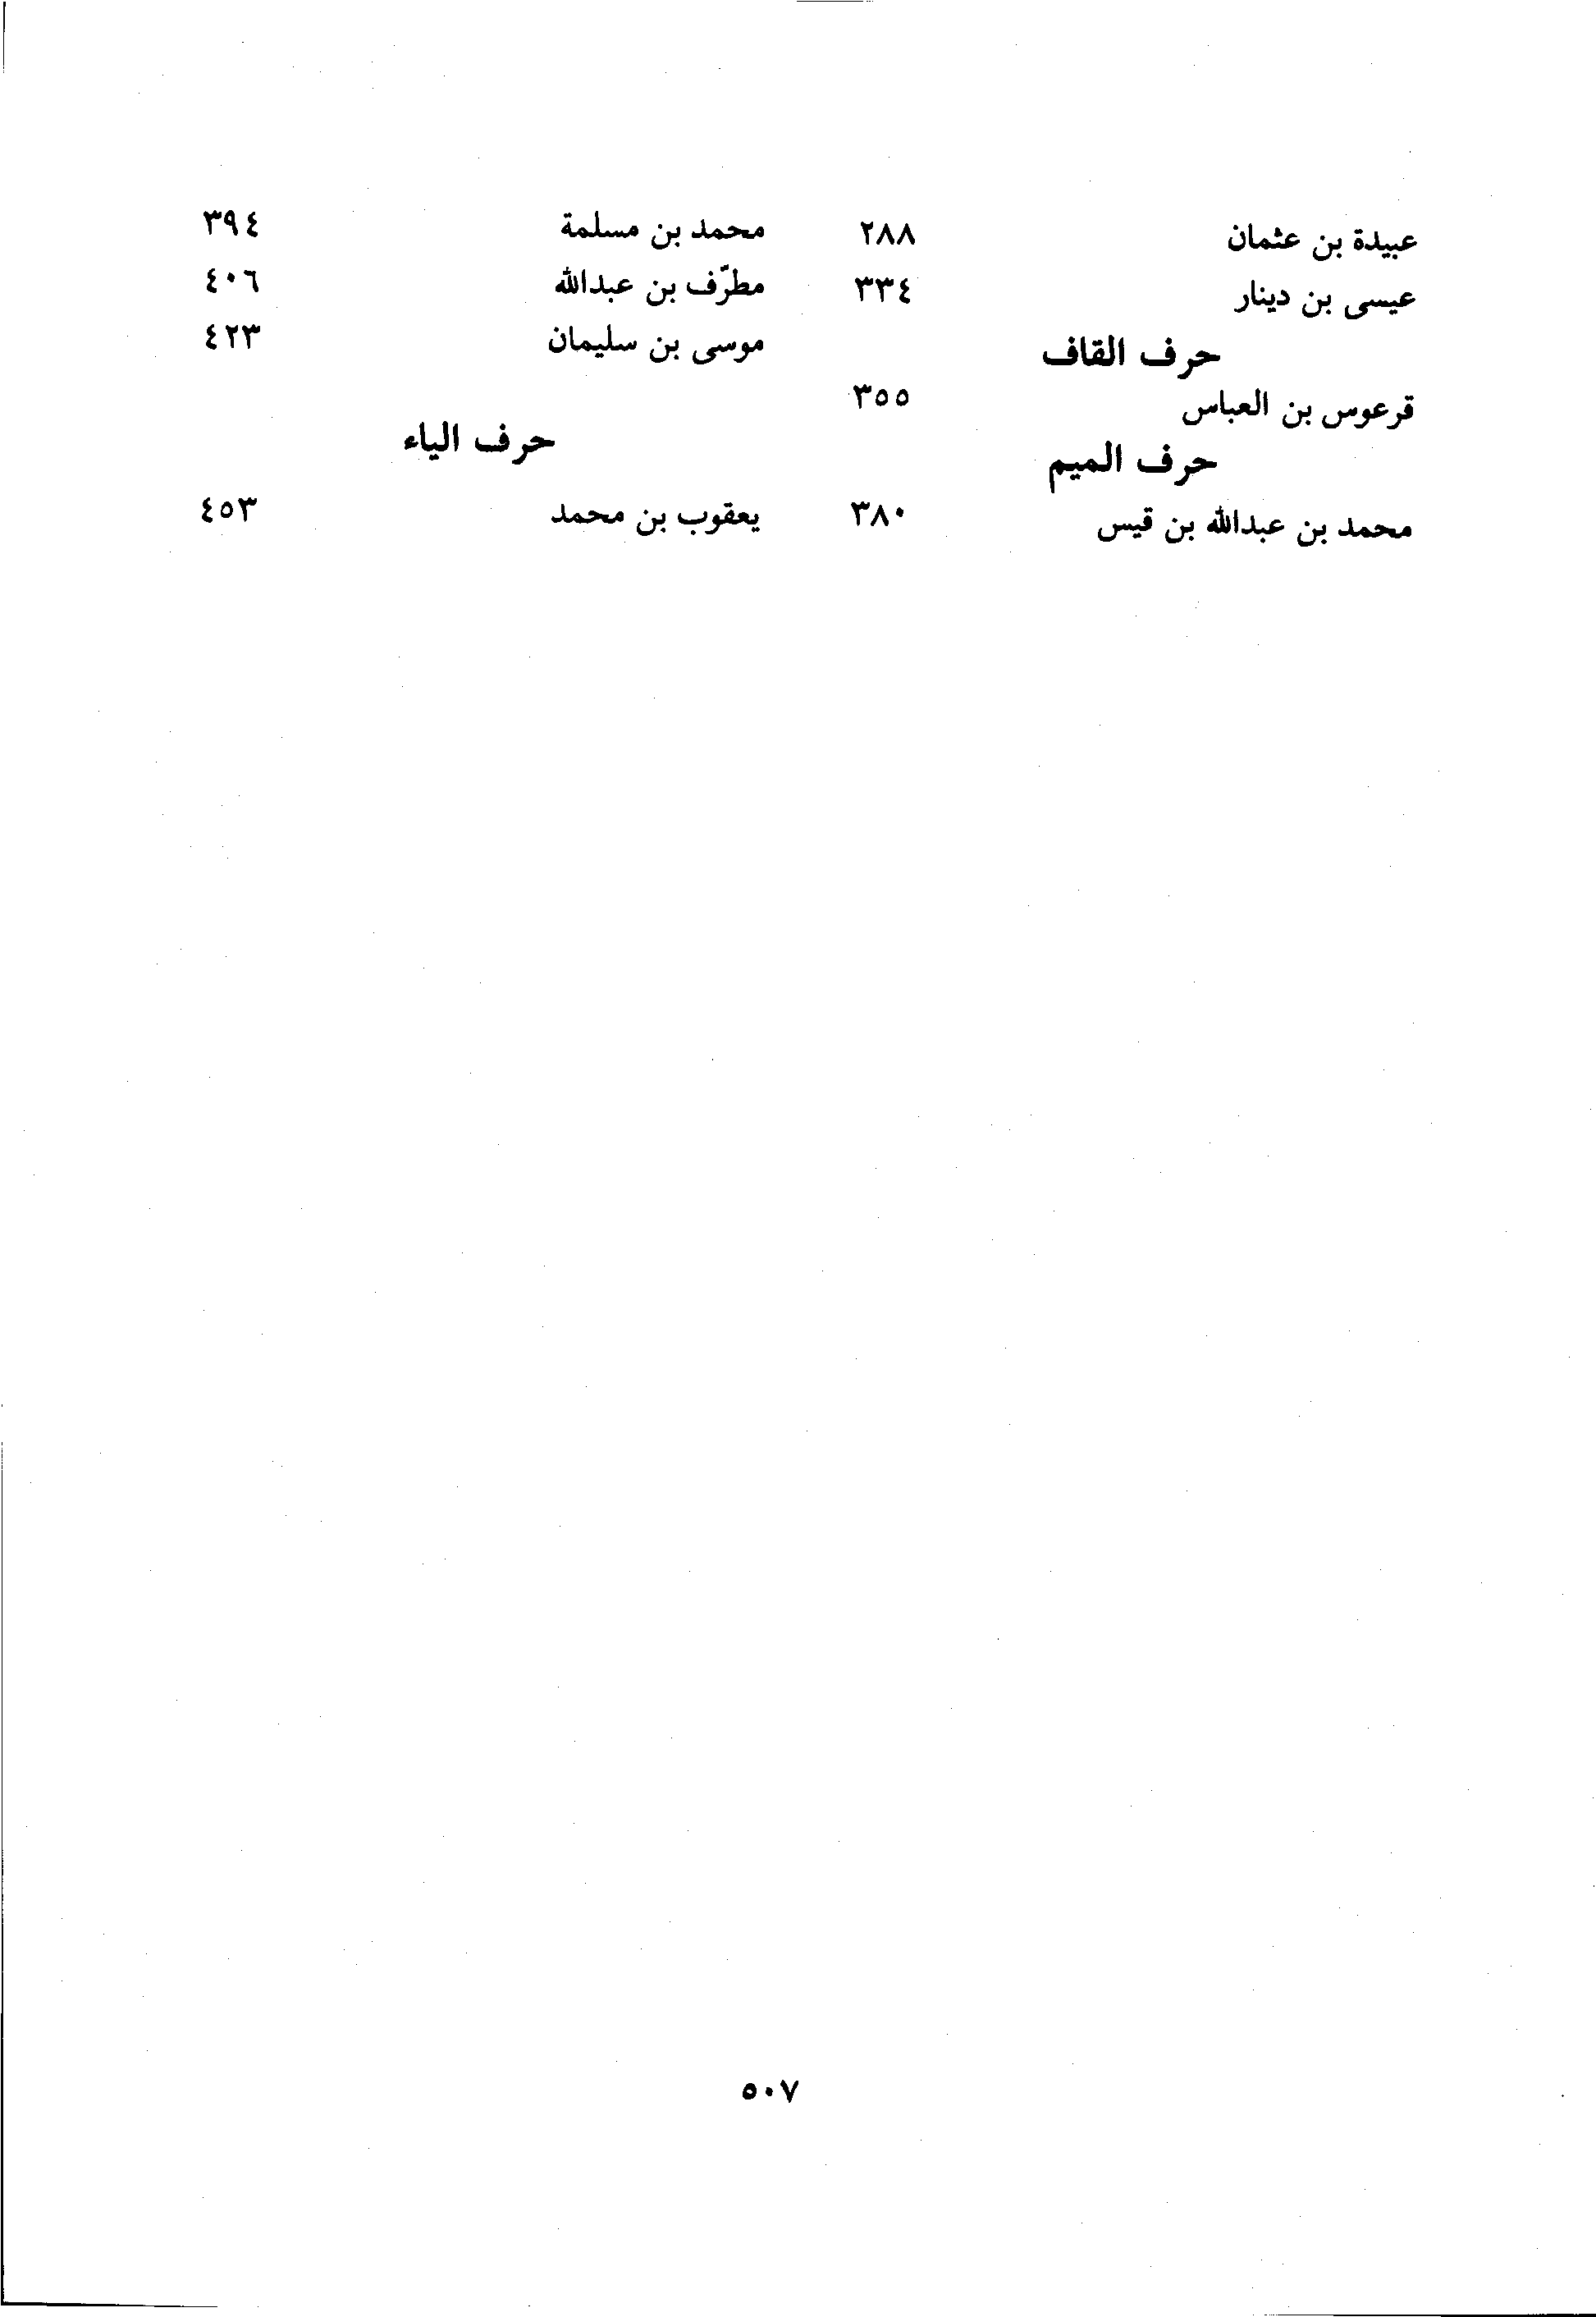 عبيدة بن عثمان ٢٨٨
عيسى بن دينار ٣٣٤
حرف القاف
قرعوس بن العباس ٣٥٥
حرف الميم
محمد بن عبدالله بن قيس ٣٨٠
محمد بن مسلمة ٣٩٤
مطرّف بن عبدالله ٤٠٦
موسى بن سليمان ٤٢٣
حرف الياء
يعقوب بن محمد ٤٥٣
٥٠٧